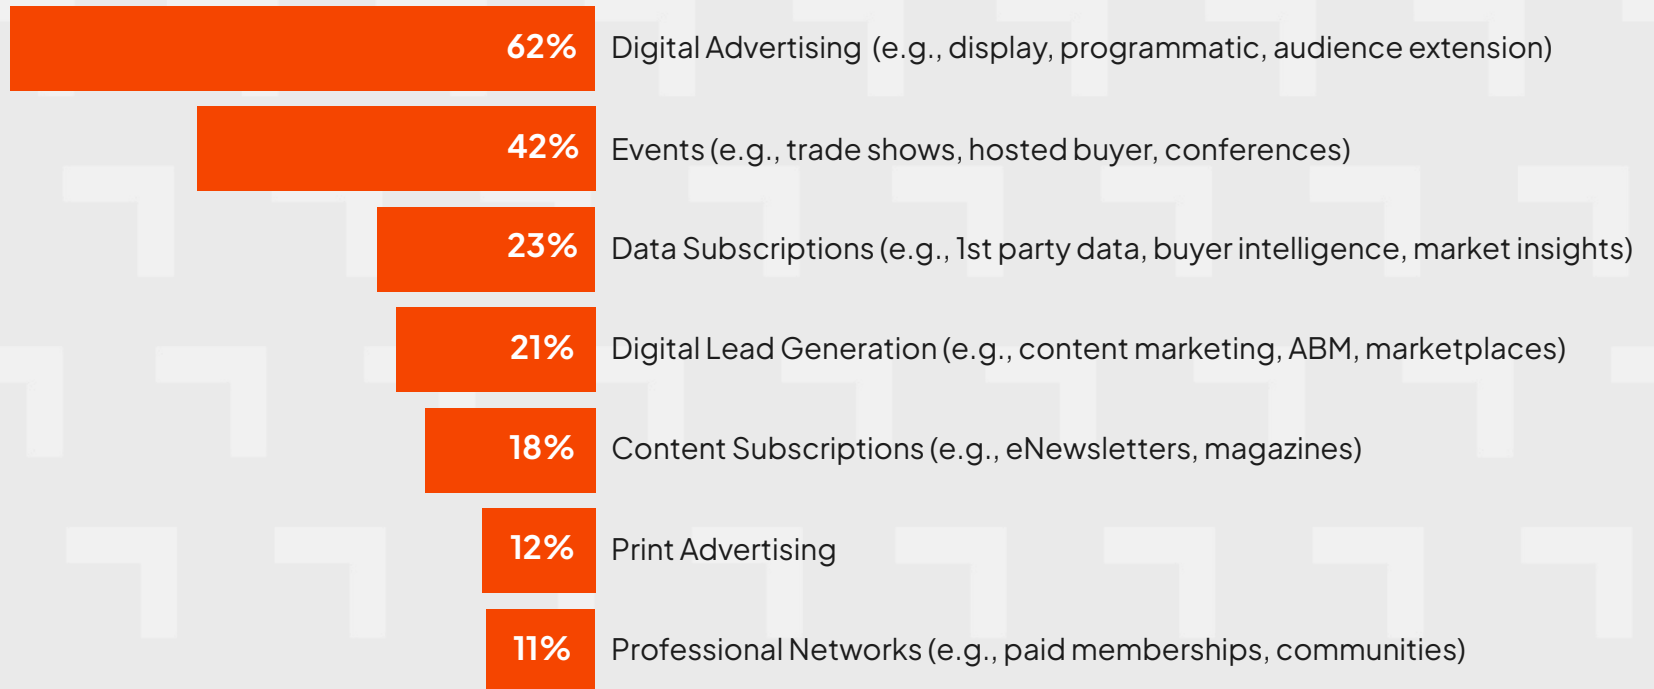 62% Digital Advertising (e.g., display, programmatic, audience extension)
42% Events (e.g., trade shows, hosted buyer, conferences)
23% Data Subscriptions (e.g., 1st party data, buyer intelligence, market insights)
21% Digital Lead Generation (e.g., content marketing, ABM, marketplaces)
18% Content Subscriptions (e.g., eNewsletters, magazines)
12% Print Advertising
11% Professional Networks (e.g., paid memberships, communities)